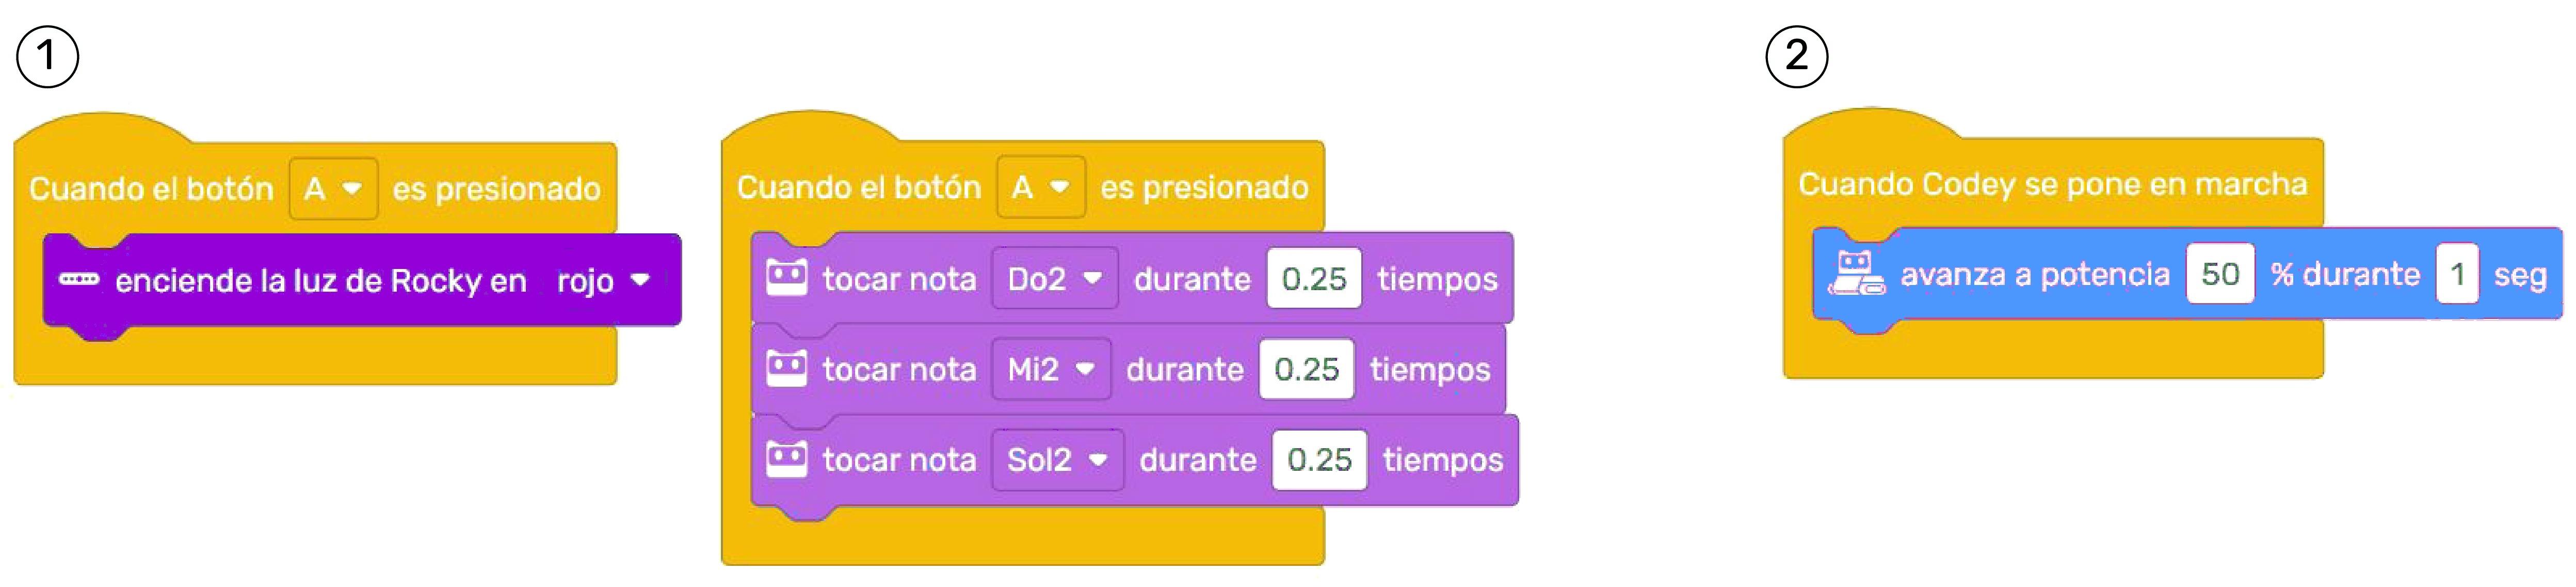 1
Cuando el botón A es presionado
enciende la luz de Rocky en rojo
Cuando el botón A es presionado
tocar nota Do2 durante 0.25 tiempos
tocar nota Mi2 durante 0.25 tiempos
tocar nota Sol2 durante 0.25 tiempos
2
Cuando Codey se pone en marcha
avanza a potencia 50 % durante 1 seg